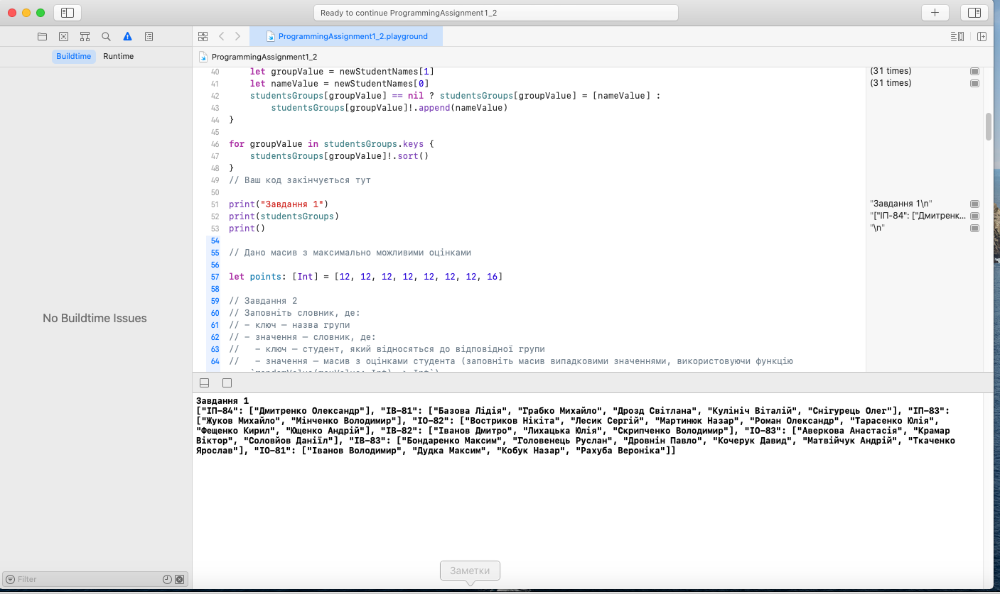 Ready to continue ProgrammingAssignment1_2
ProgrammingAssignment1_2.playground
Buildtime Runtime
ProgrammingAssignment1_2
40 let groupValue = newStudentNames[1] (31 times)
41 let nameValue = newStudentNames[0] (31 times)
42 studentsGroups[groupValue] == nil ? studentsGroups[groupValue] = [nameValue] :
43 studentsGroups[groupValue]!.append(nameValue)
44 }
45
46 for groupValue in studentsGroups.keys {
47 studentsGroups[groupValue]!.sort()
48 }
49 // Ваш код закінчується тут
50
51 print("Завдання 1") "Завдання 1\n"
52 print(studentsGroups) "["ІП-84": ["Дмитренк...
53 print() "\n"
54
55 // Дано масив з максимально можливими оцінками
56
57 let points: [Int] = [12, 12, 12, 12, 12, 12, 12, 16]
58
59 // Завдання 2
60 // Заповніть словник, де:
61 // – ключ – назва групи
62 // – значення – словник, де:
63 // – ключ – студент, який відносяться до відповідної групи
64 // – значення – масив з оцінками студента (заповніть масив випадковими значеннями, використовуючи функцію
No Buildtime Issues
Завдання 1
["ІП-84": ["Дмитренко Олександр"], "ІВ-81": ["Базова Лідія", "Грабко Михайло", "Дрозд Світлана", "Кулініч Віталій", "Снігурець Олег"], "ІП-83":
["Жуков Михайло", "Мінченко Володимир"], "ІО-82": ["Востриков Нікіта", "Лесик Сергій", "Мартинюк Назар", "Роман Олександр", "Тарасенко Юлія",
"Фещенко Кирил", "Ющенко Андрій"], "ІВ-82": ["Іванов Дмитро", "Лихацька Юлія", "Скрипченко Володимир"], "ІО-83": ["Аверкова Анастасія", "Крамар
Віктор", "Соловйов Даніїл"], "ІВ-83": ["Бондаренко Максим", "Головенець Руслан", "Дровнін Павло", "Кочерук Давид", "Матвійчук Андрій", "Ткаченко
Ярослав"], "ІО-81": ["Іванов Володимир", "Дудка Максим", "Кобук Назар", "Рахуба Вероніка"]]
Заметки
Filter